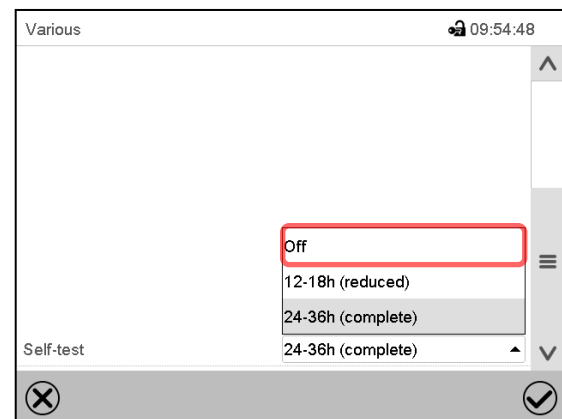 Various 09:54:48
Off
12-18h (reduced)
24-36h (complete)
Self-test 24-36h (complete)